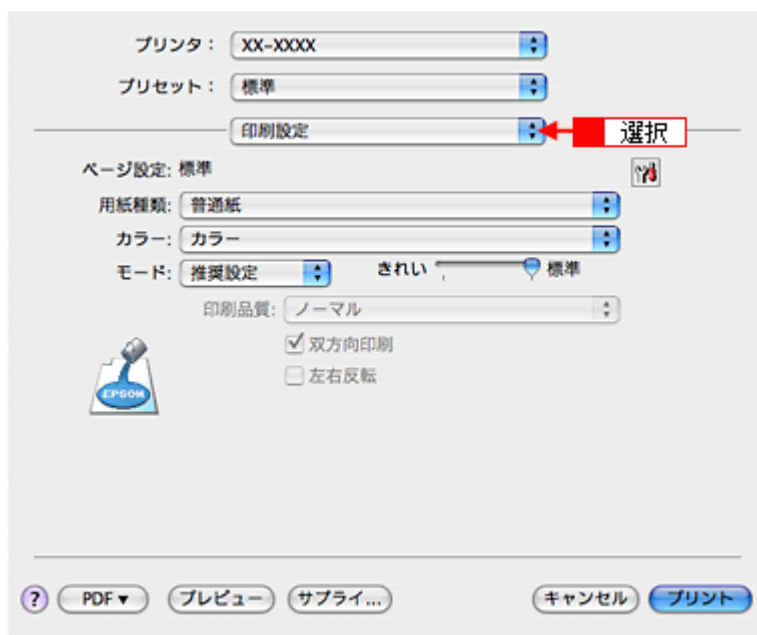 プリンタ： XX-XXXX
プリセット： 標準
印刷設定 選択
ページ設定: 標準
用紙種類: 普通紙
カラー: カラー
モード: 推奨設定 きれい 標準
印刷品質: ノーマル
双方向印刷
左右反転
EPSON
? PDF▼ プレビュー サプライ... キャンセル プリント